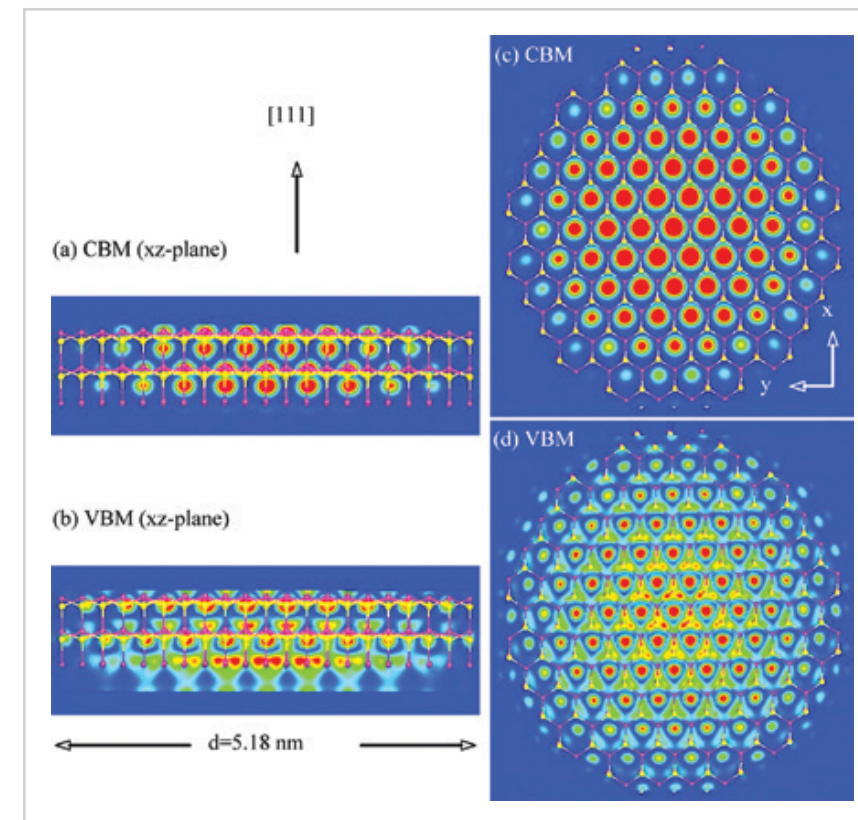 [111]
(a) CBM (xz-plane)
(b) VBM (xz-plane)
d=5.18 nm
(c) CBM
x
y
(d) VBM